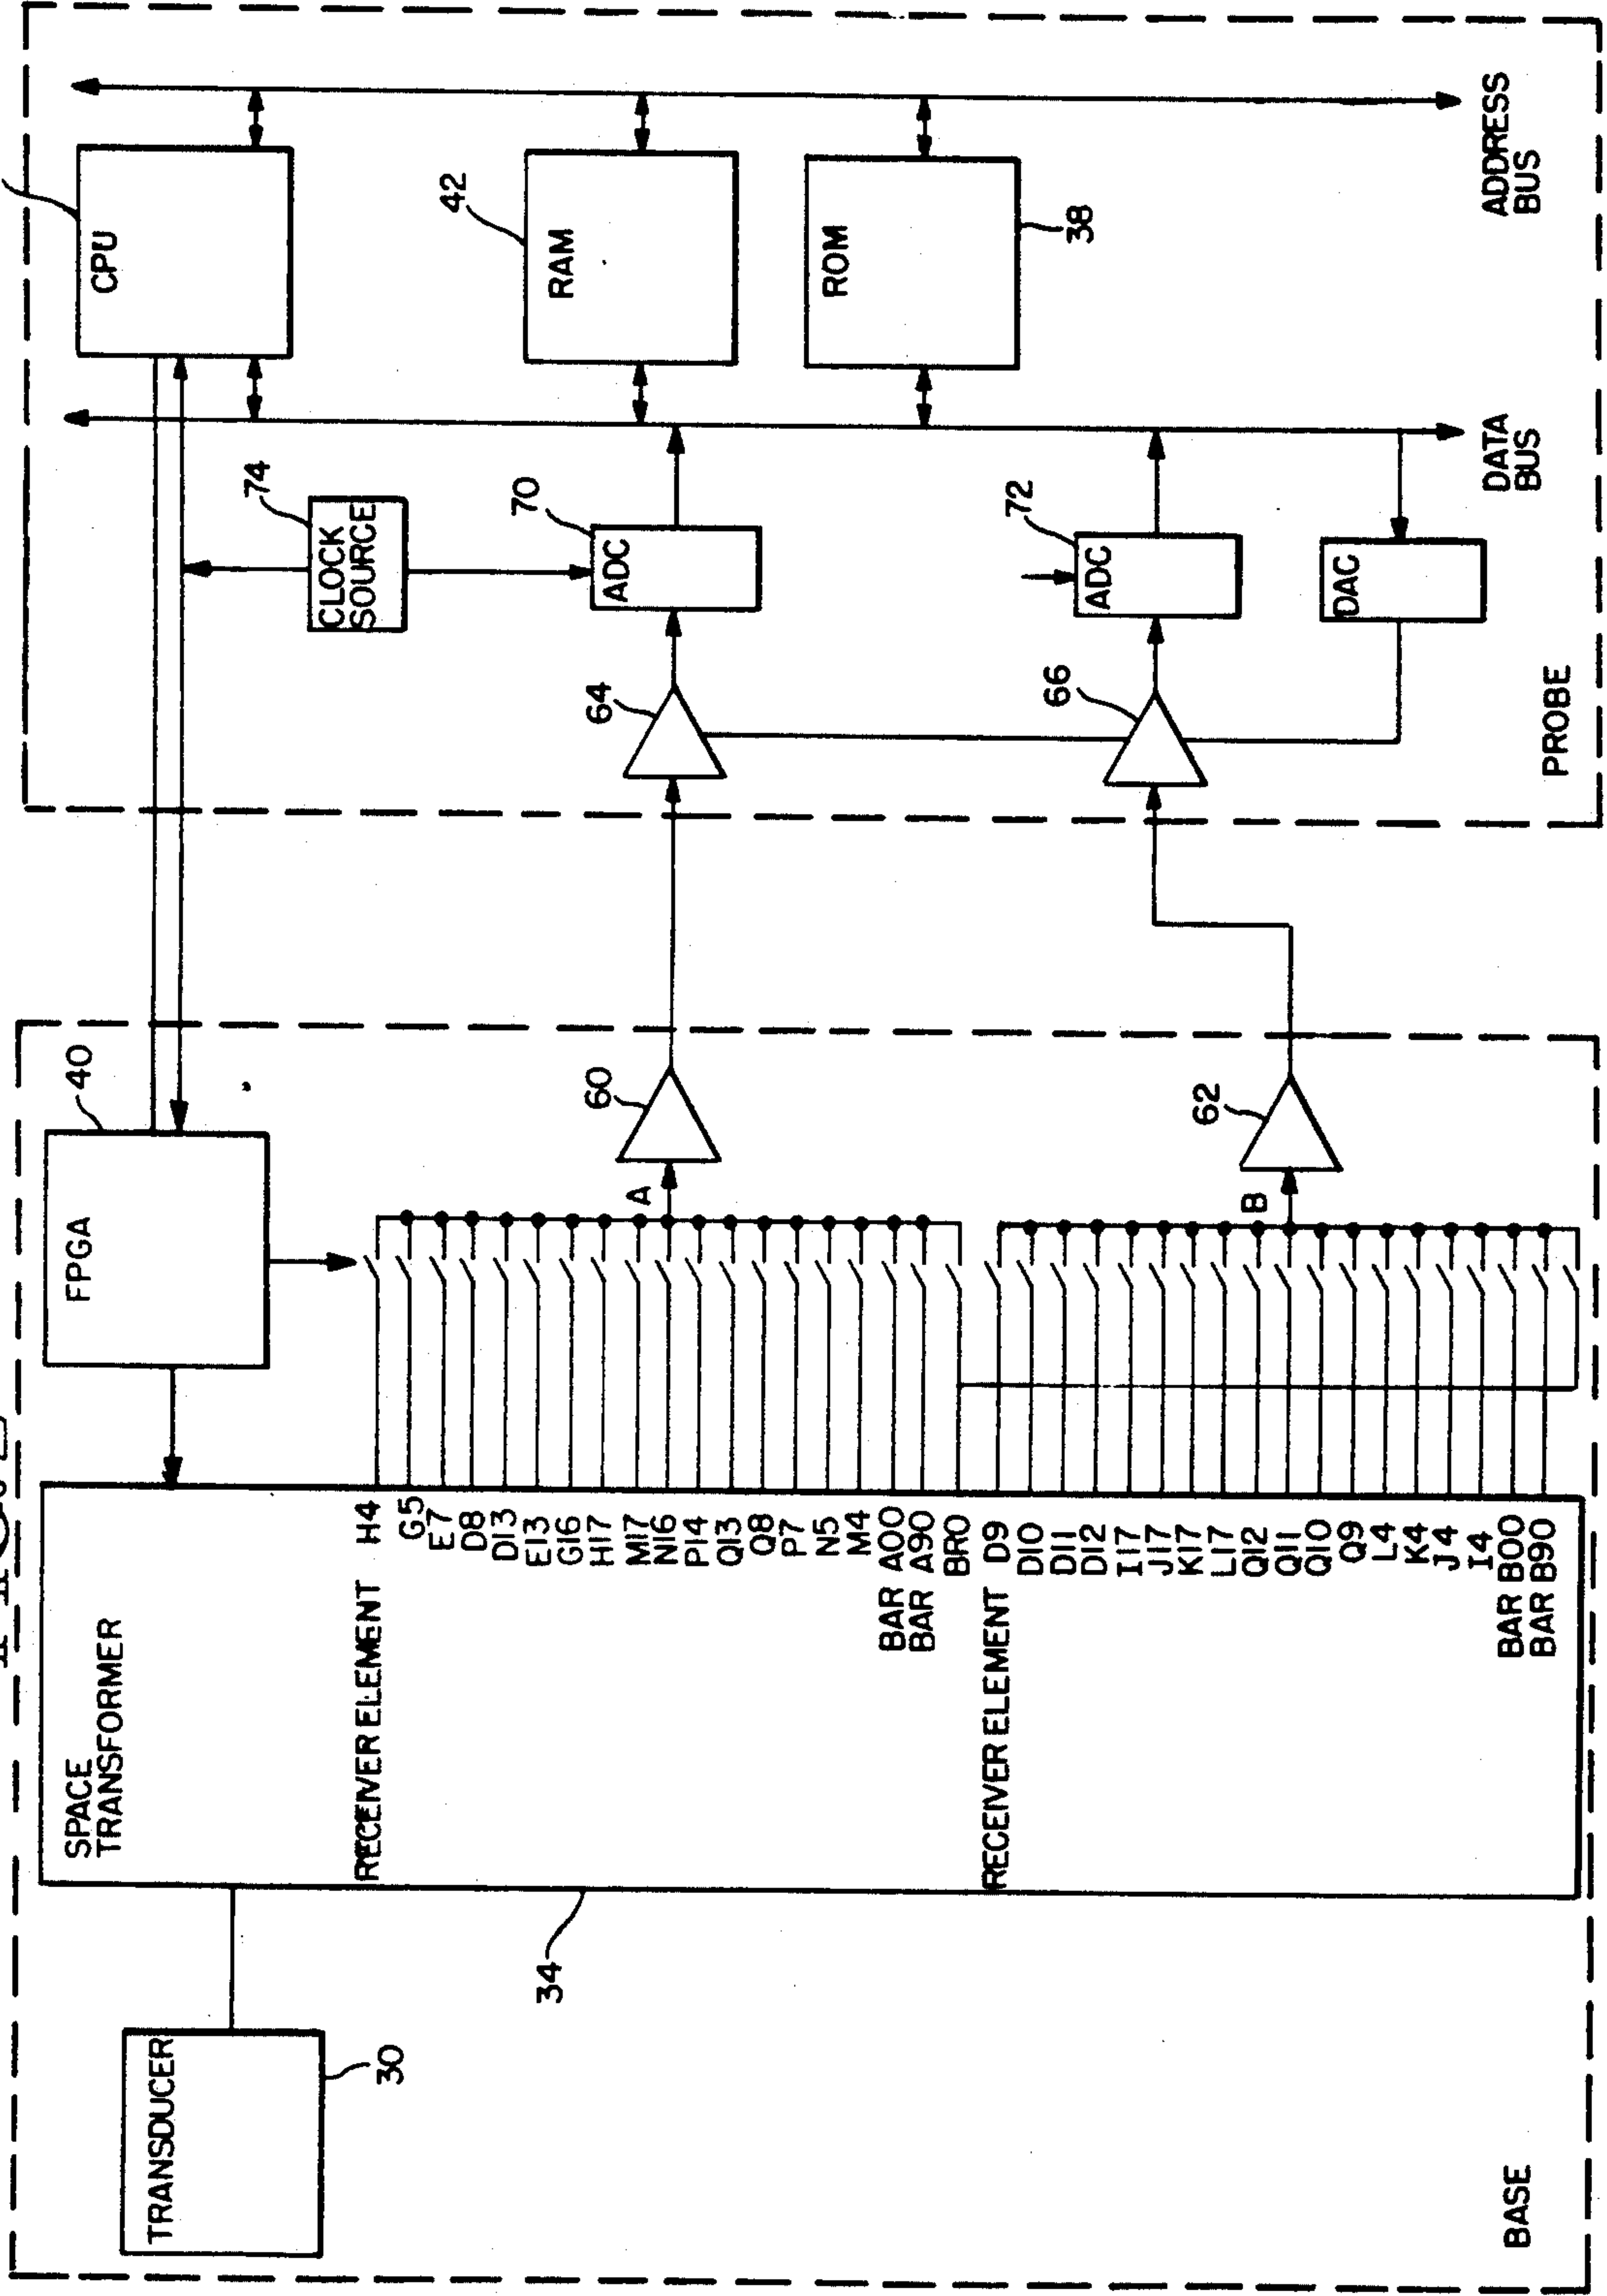 TRANSDUCER
30
SPACE
TRANSFORMER
34
RECEIVER ELEMENT H4
G5
E7
D8
D13
E13
G16
H17
M17
N16
P14
Q13
Q8
P7
N5
M4
BAR A00
BAR A90
BR0
RECEIVER ELEMENT D9
D10
D11
D12
I17
J17
K17
L17
Q12
Q11
Q10
Q9
L4
K4
J4
I4
BAR B00
BAR B90
FPGA
40
A
60
B
62
BASE
64
66
CLOCK
SOURCE
74
ADC
70
ADC
72
DAC
CPU
RAM
42
ROM
38
DATA
BUS
ADDRESS
BUS
PROBE